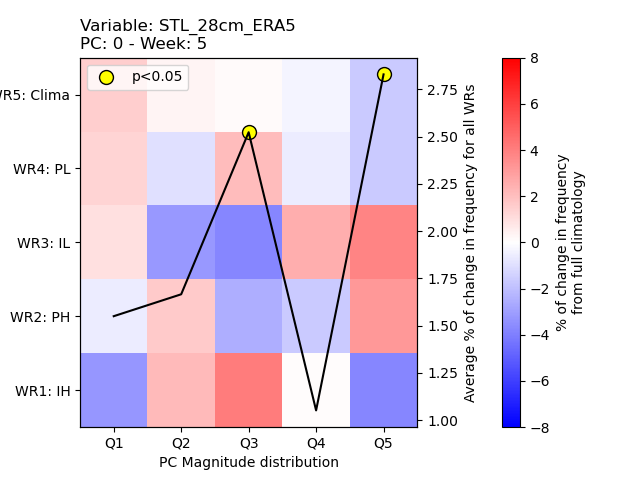 Variable: STL_28cm_ERA5
PC: 0 - Week: 5
p<0.05
WR5: Clima
WR4: PL
WR3: IL
WR2: PH
WR1: IH
Q1 Q2 Q3 Q4 Q5
PC Magnitude distribution
2.75
2.50
2.25
2.00
1.75
1.50
1.25
1.00
Average % of change in frequency for all WRs
8
6
4
2
0
−2
−4
−6
−8
% of change in frequency
from full climatology